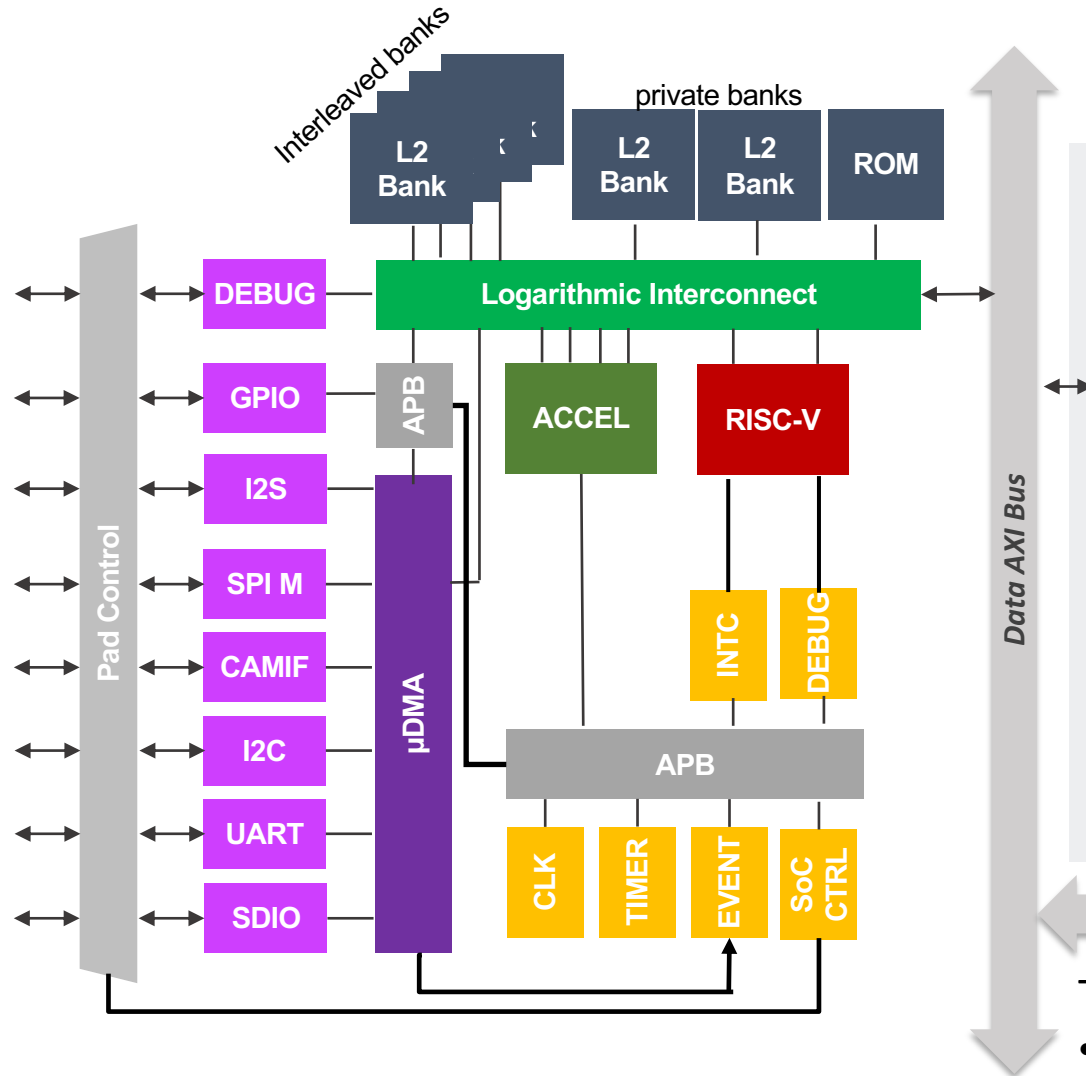 Interleaved banks
private banks
L2
Bank
k
k
L2
Bank
L2
Bank
ROM
DEBUG
Logarithmic Interconnect
GPIO
APB
ACCEL
RISC-V
I2S
SPI M
CAMIF
I2C
UART
SDIO
Pad Control
µDMA
INTC
DEBUG
APB
CLK
TIMER
EVENT
SoC
CTRL
Data AXI Bus